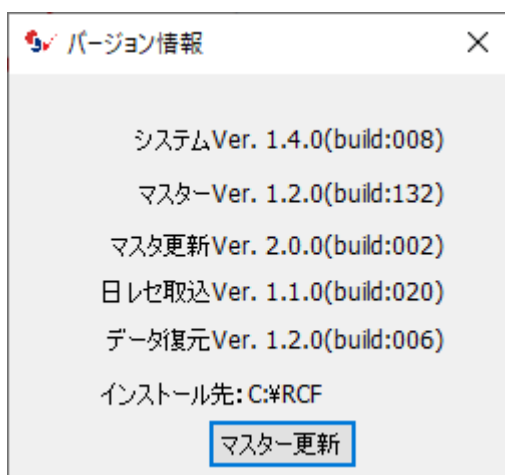 バージョン情報
システムVer. 1.4.0(build:008)
マスターVer. 1.2.0(build:132)
マスタ更新Ver. 2.0.0(build:002)
日レセ取込Ver. 1.1.0(build:020)
データ復元Ver. 1.2.0(build:006)
インストール先: C:¥RCF
マスター更新